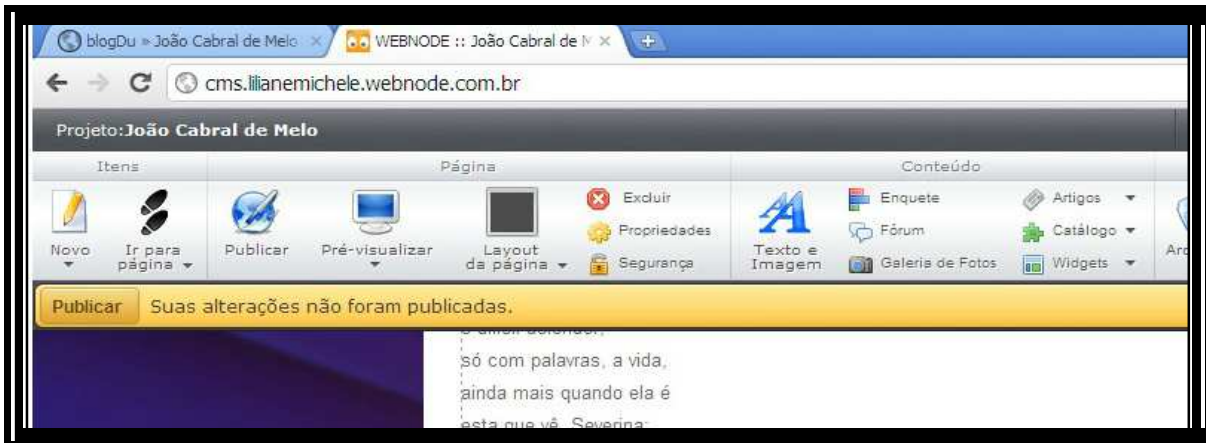 blogDu » João Cabral de Melo
WEBNODE :: João Cabral de
cms.lilianemichele.webnode.com.br
Projeto:João Cabral de Melo
Itens
Página
Conteúdo
Novo
Ir para
página
Publicar
Pré-visualizar
Layout
da página
Excluir
Propriedades
Segurança
Texto e
Imagem
Enquete
Fórum
Galeria de Fotos
Artigos
Catálogo
Widgets
Publicar Suas alterações não foram publicadas.
só com palavras, a vida,
ainda mais quando ela é
esta que vê, Severina;